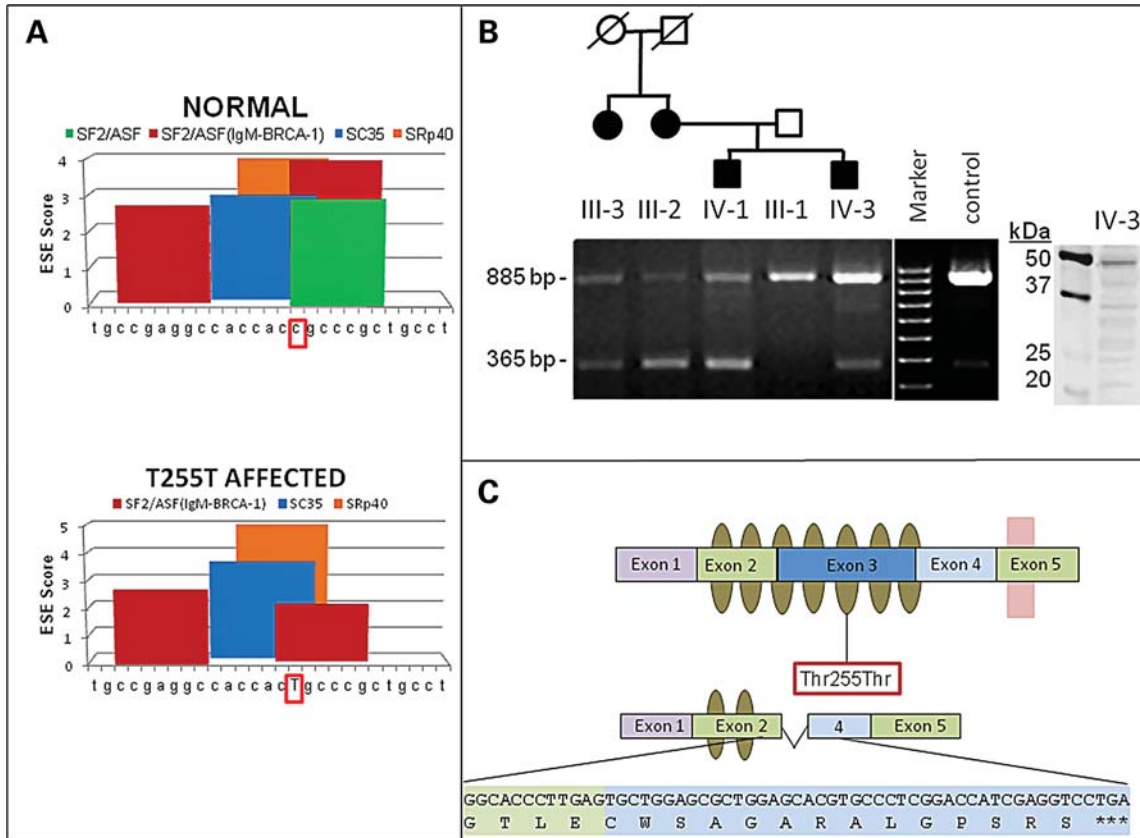 A
NORMAL
SF2/ASF SF2/ASF(IgM-BRCA-1) SC35 SRp40
ESE Score
4
3
2
1
0
t g c c g a g g c c a c c a c c g c c c g c t g c c t
T255T AFFECTED
SF2/ASF(IgM-BRCA-1) SC35 SRp40
ESE Score
5
4
3
2
1
0
t g c c g a g g c c a c c a c T g c c c g c t g c c t
B
III-3 III-2 IV-1 III-1 IV-3 Marker control
885 bp -
365 bp -
kDa IV-3
50
37
25
20
C
Exon 1 Exon 2 Exon 3 Exon 4 Exon 5
Thr255Thr
Exon 1 Exon 2 4 Exon 5
GGCACCCTTGAGTGCTGGAGCGCTGGAGCACGTGCCCTCGGACCATCGAGGTCCTGA
G T L E C W S A G A R A L G P S R S ***